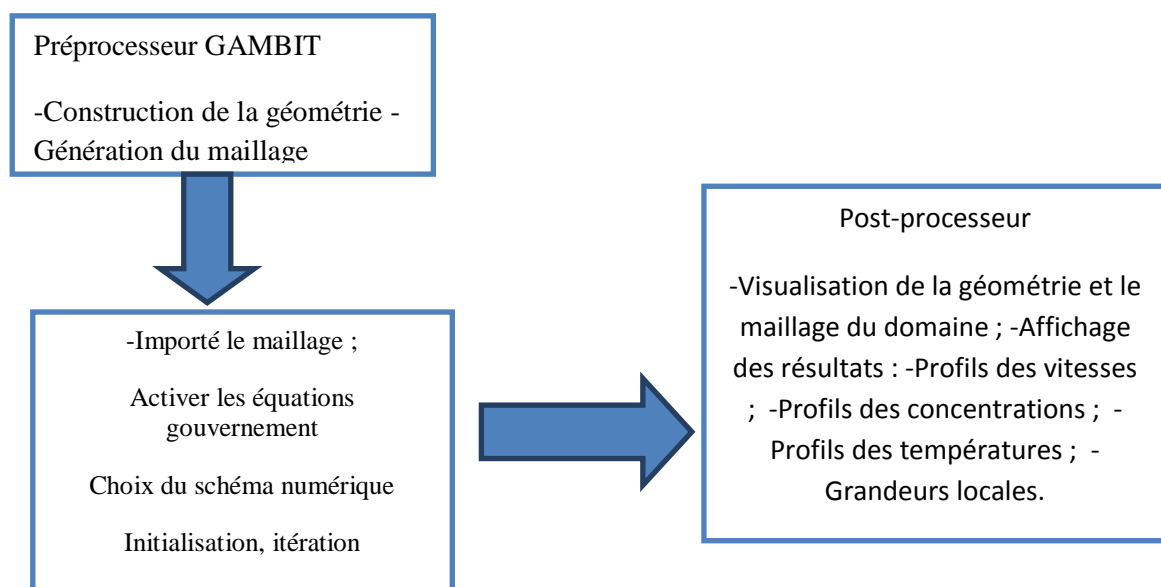 Préprocesseur GAMBIT
-Construction de la géométrie -
Génération du maillage
-Importé le maillage ;
Activer les équations
gouvernement
Choix du schéma numérique
Initialisation, itération
Post-processeur
-Visualisation de la géométrie et le
maillage du domaine ; -Affichage
des résultats : -Profils des vitesses
; -Profils des concentrations ; -
Profils des températures ; -
Grandeurs locales.